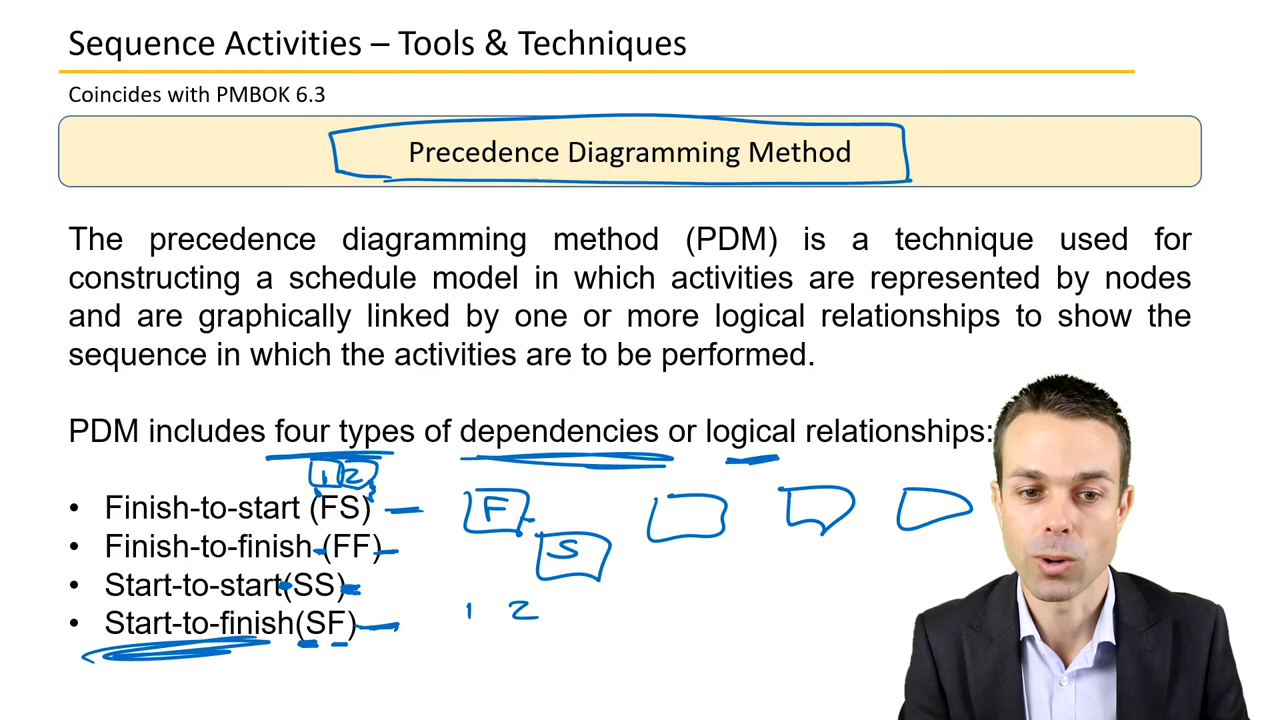 Sequence Activities – Tools & Techniques
Coincides with PMBOK 6.3
Precedence Diagramming Method
The precedence diagramming method (PDM) is a technique used for
constructing a schedule model in which activities are represented by nodes
and are graphically linked by one or more logical relationships to show the
sequence in which the activities are to be performed.
PDM includes four types of dependencies or logical relationships:
1 2
• Finish-to-start (FS) F
• Finish-to-finish (FF) S
• Start-to-start(SS)
• Start-to-finish(SF) 1 2